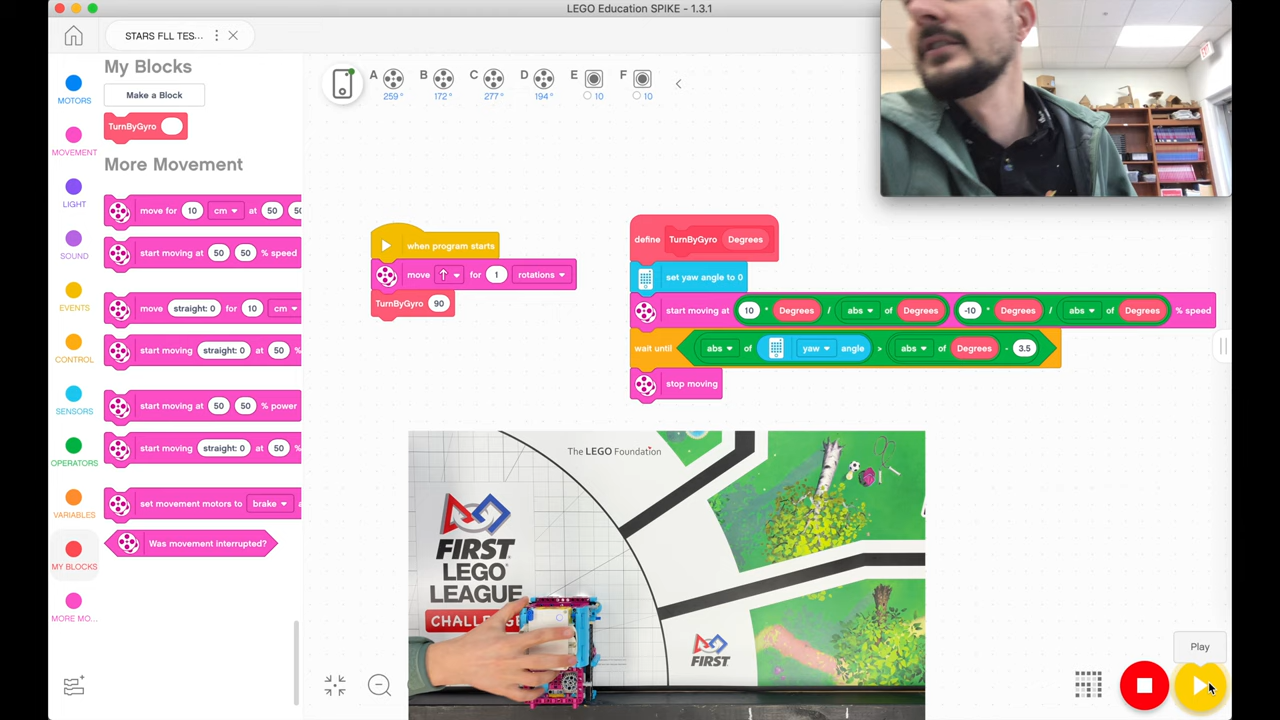 LEGO Education SPIKE - 1.3.1
STARS FLL TES...
My Blocks
Make a Block
TurnByGyro
More Movement
move for 10 cm at 50 50
start moving at 50 50 % speed
move straight: 0 for 10 cm
start moving straight: 0 at 50 %
start moving at 50 50 % power
start moving straight: 0 at 50 %
set movement motors to brake
Was movement interrupted?
MOTORS
MOVEMENT
LIGHT
SOUND
EVENTS
CONTROL
SENSORS
OPERATORS
VARIABLES
MY BLOCKS
MORE MO...
A B C D E F
259° 172° 277° 194° 10 10
when program starts
move for 1 rotations
TurnByGyro 90
define TurnByGyro Degrees
set yaw angle to 0
start moving at 10 * Degrees / abs of Degrees -10 * Degrees / abs of Degrees % speed
wait until abs of yaw angle > abs of Degrees - 3.5
stop moving
The LEGO Foundation
FIRST
LEGO
LEAGUE
FIRST
Play